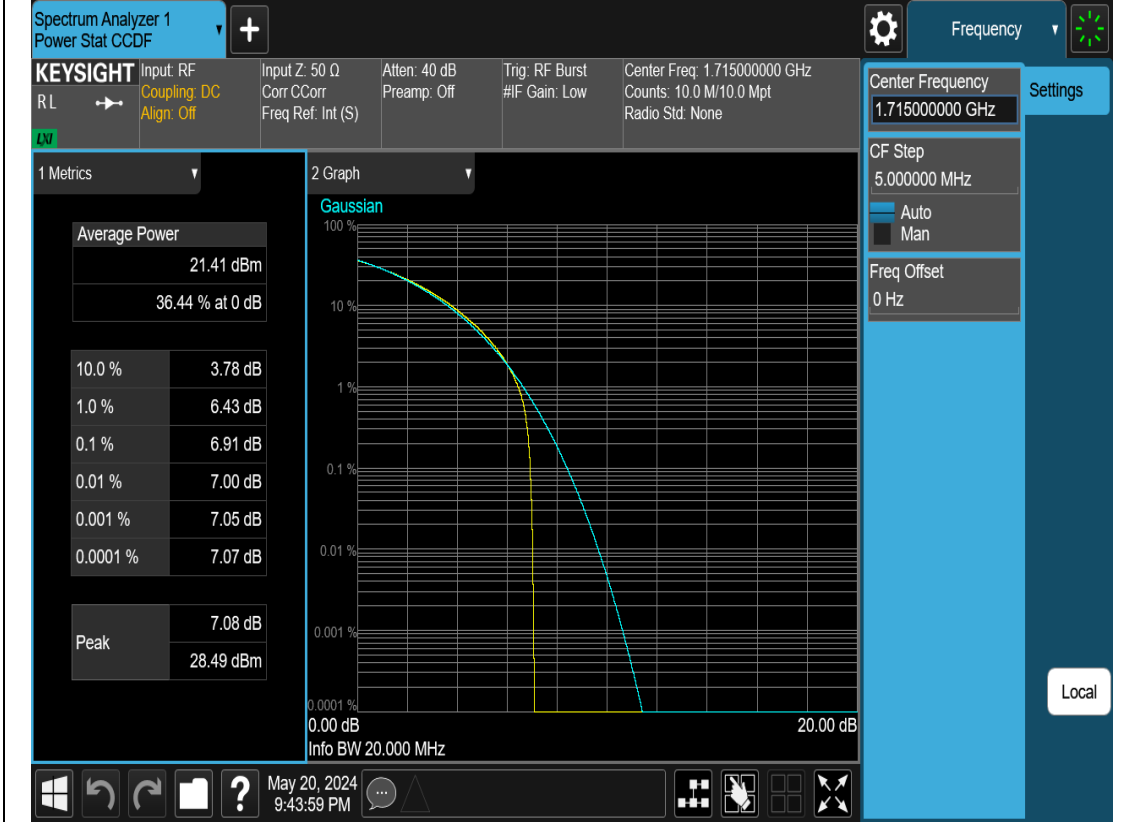 Spectrum Analyzer 1
Power Stat CCDF
Frequency
KEYSIGHT
RL
LXI
Input: RF
Coupling: DC
Align: Off
Input Z: 50 Ω
Corr CCorr
Freq Ref: Int (S)
Atten: 40 dB
Preamp: Off
Trig: RF Burst
#IF Gain: Low
Center Freq: 1.715000000 GHz
Counts: 10.0 M/10.0 Mpt
Radio Std: None
Center Frequency
1.715000000 GHz
Settings
CF Step
5.000000 MHz
Auto
Man
Freq Offset
0 Hz
Local
1 Metrics
Average Power
21.41 dBm
36.44 % at 0 dB
10.0 % 3.78 dB
1.0 % 6.43 dB
0.1 % 6.91 dB
0.01 % 7.00 dB
0.001 % 7.05 dB
0.0001 % 7.07 dB
Peak
7.08 dB
28.49 dBm
2 Graph
Gaussian
100 %
10 %
1 %
0.1 %
0.01 %
0.001 %
0.0001 %
0.00 dB 20.00 dB
Info BW 20.000 MHz
May 20, 2024
9:43:59 PM